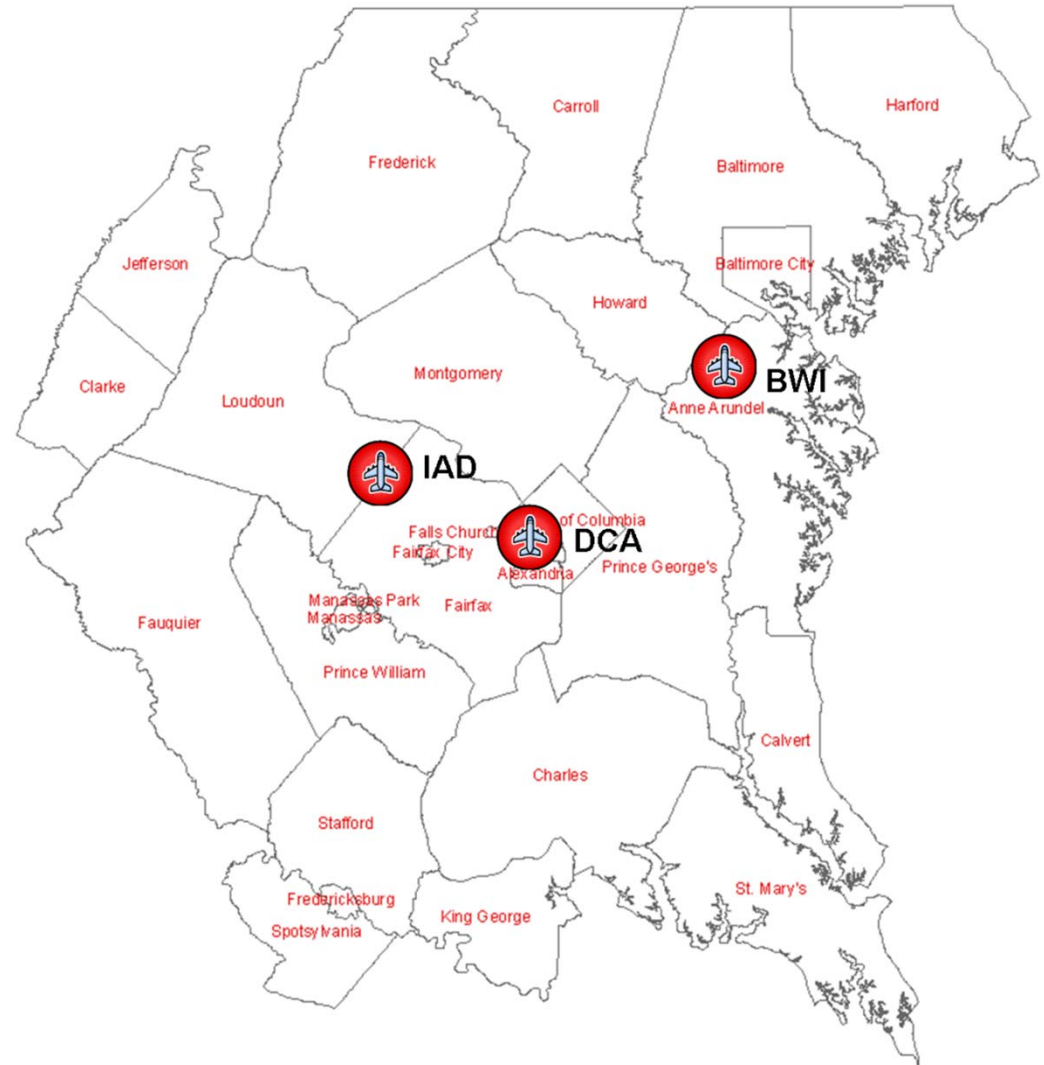 Carroll
Harford
Frederick
Baltimore
Jefferson
Baltimore City
Howard
Montgomery
BWI
Clarke
Loudoun
Anne Arundel
IAD
of Columbia
Falls Church
DCA
Fairfax City
Alexandria
Prince George's
Manassas Park
Fairfax
Manassas
Fauquier
Prince William
Calvert
Charles
Stafford
St. Mary's
Fredericksburg
King George
Spotsylvania